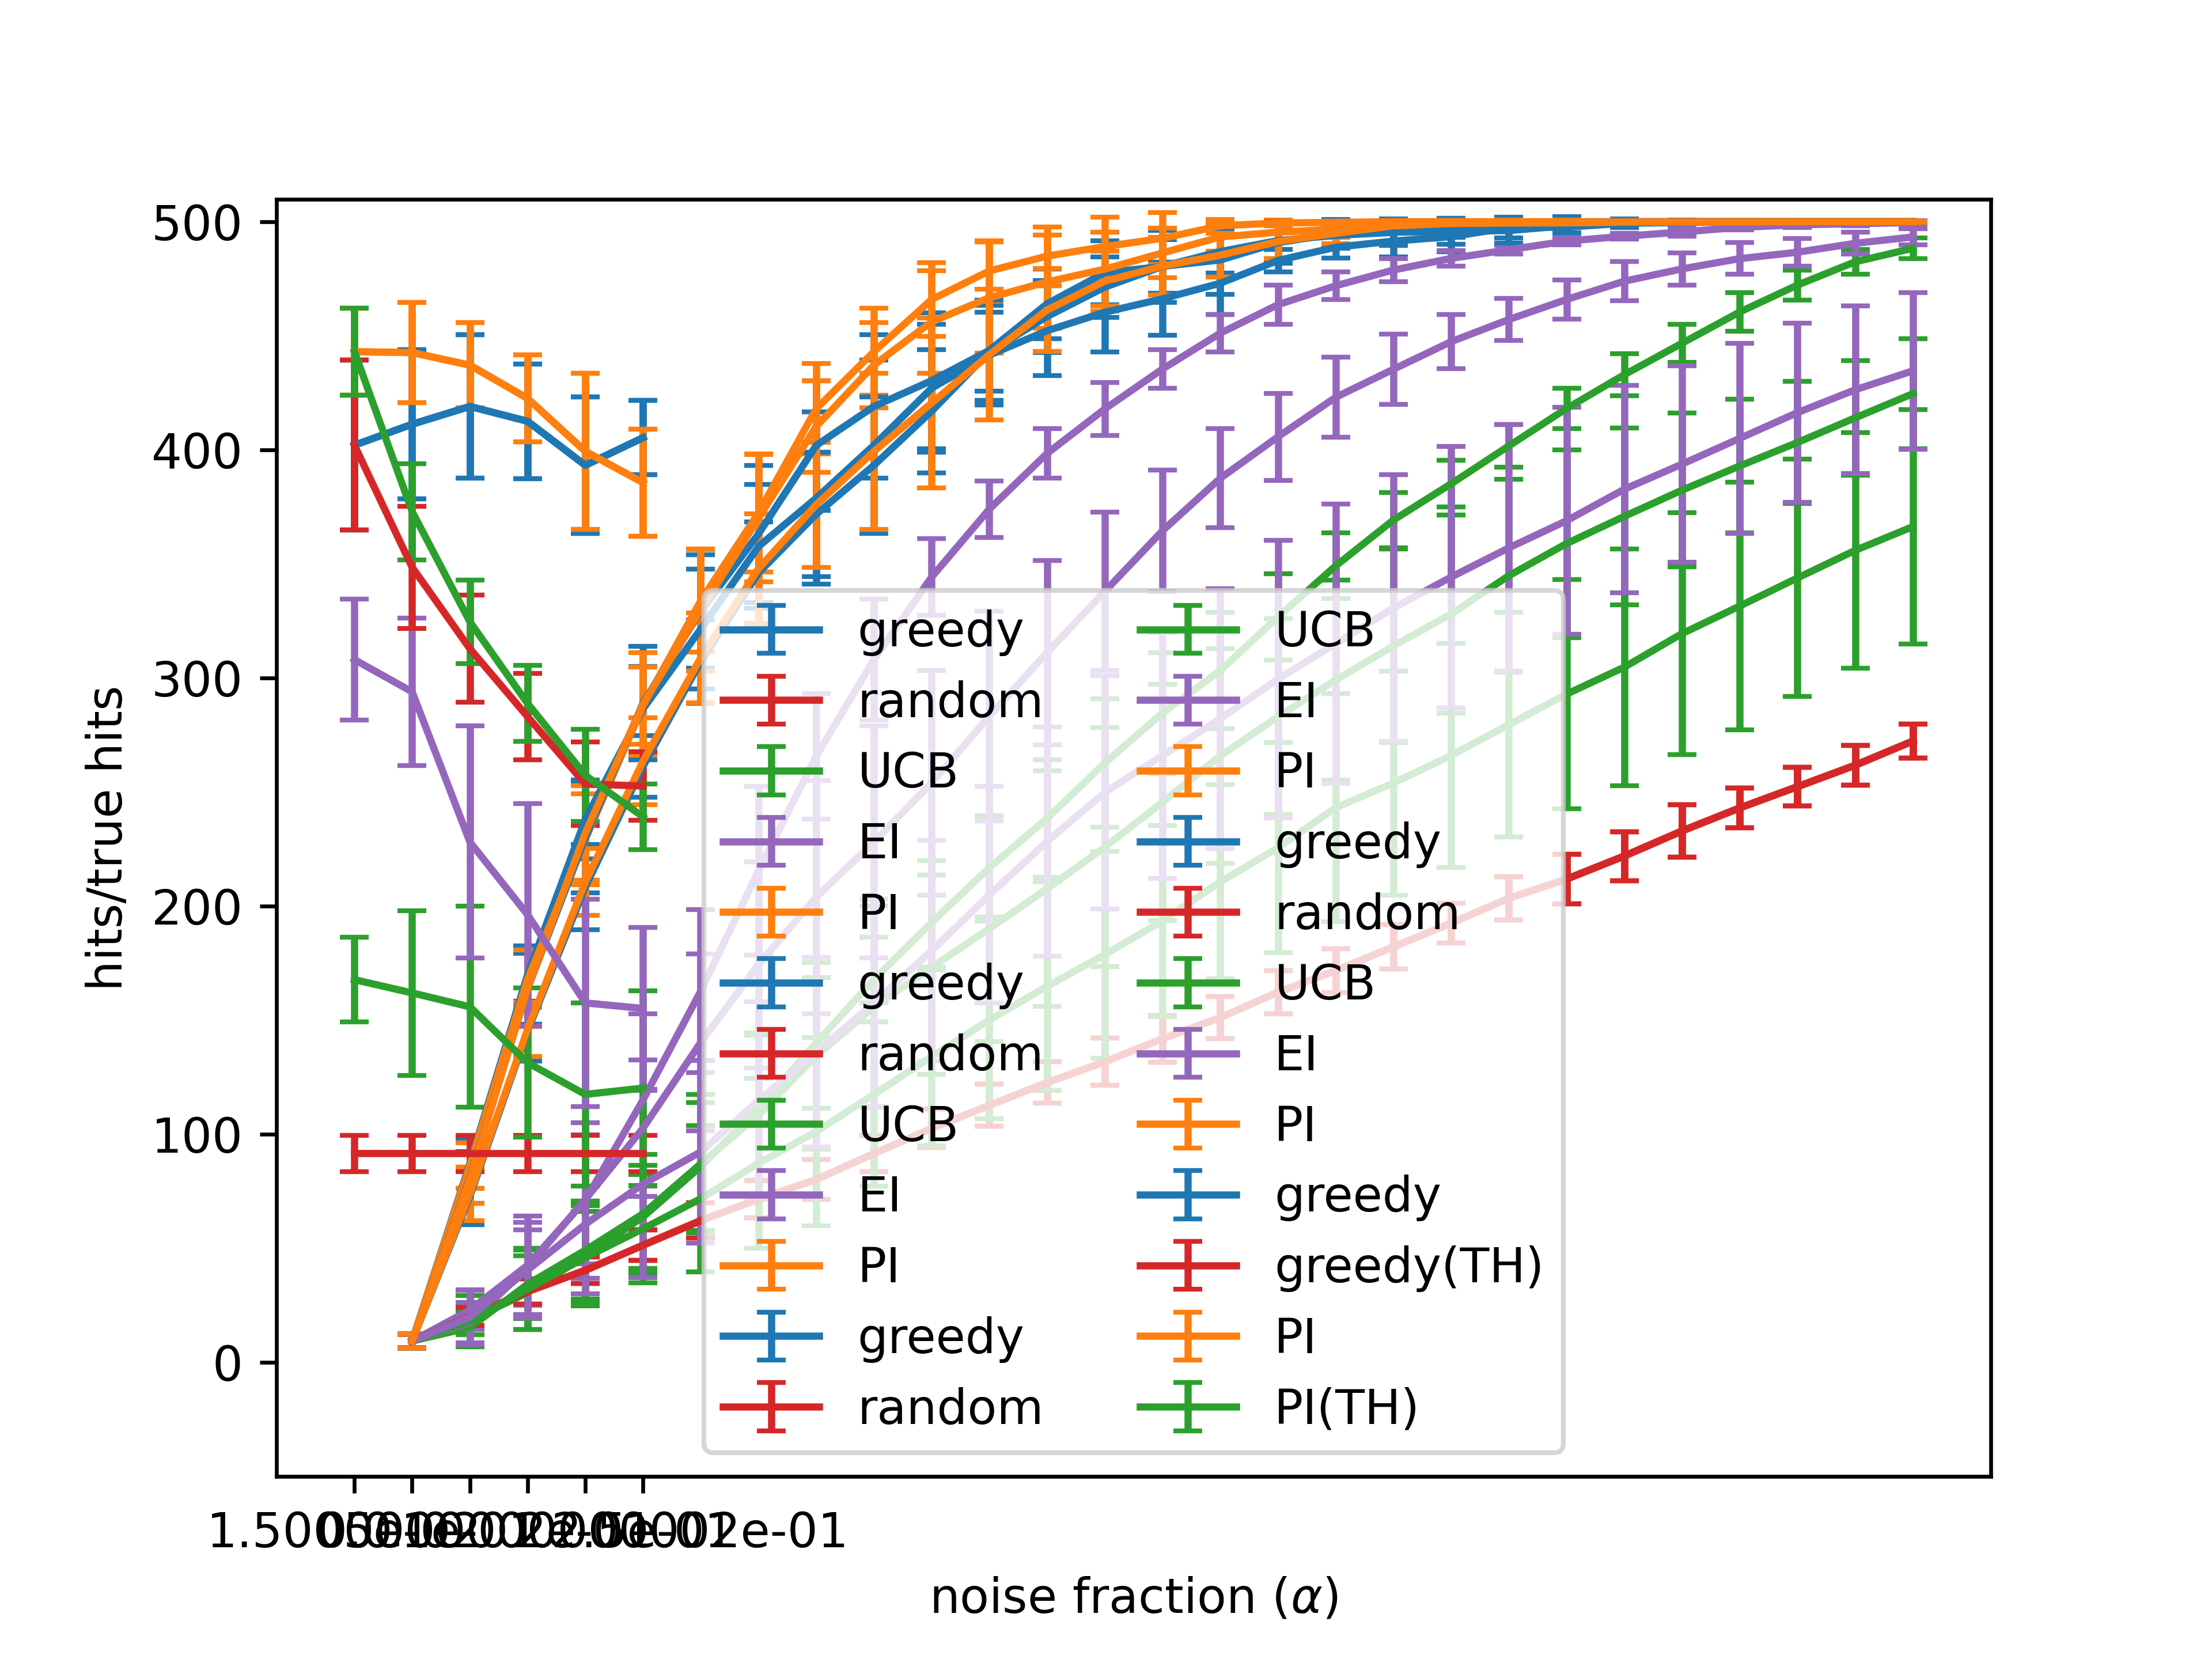 500
400
300
200
100
0
hits/true hits
greedy
random
UCB
EI
PI
greedy
random
UCB
EI
PI
greedy
random
UCB
EI
PI
greedy
random
UCB
EI
PI
greedy
greedy(TH)
PI
PI(TH)
noise fraction (α)